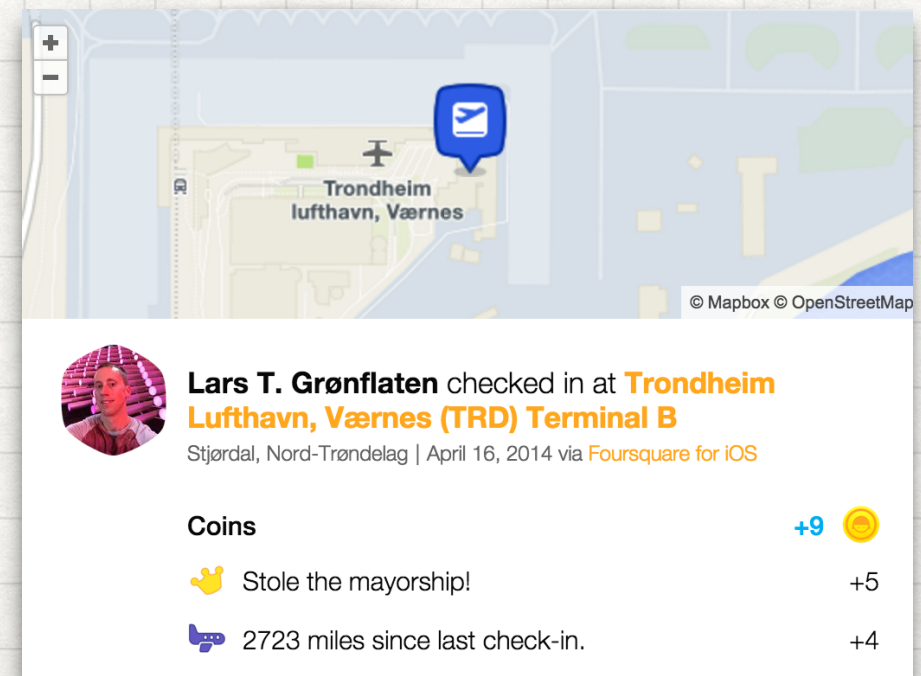 +
−
Trondheim
lufthavn, Værnes
© Mapbox © OpenStreetMap
Lars T. Grønflaten checked in at Trondheim
Lufthavn, Værnes (TRD) Terminal B
Stjørdal, Nord-Trøndelag | April 16, 2014 via Foursquare for iOS
Coins +9
Stole the mayorship! +5
2723 miles since last check-in. +4